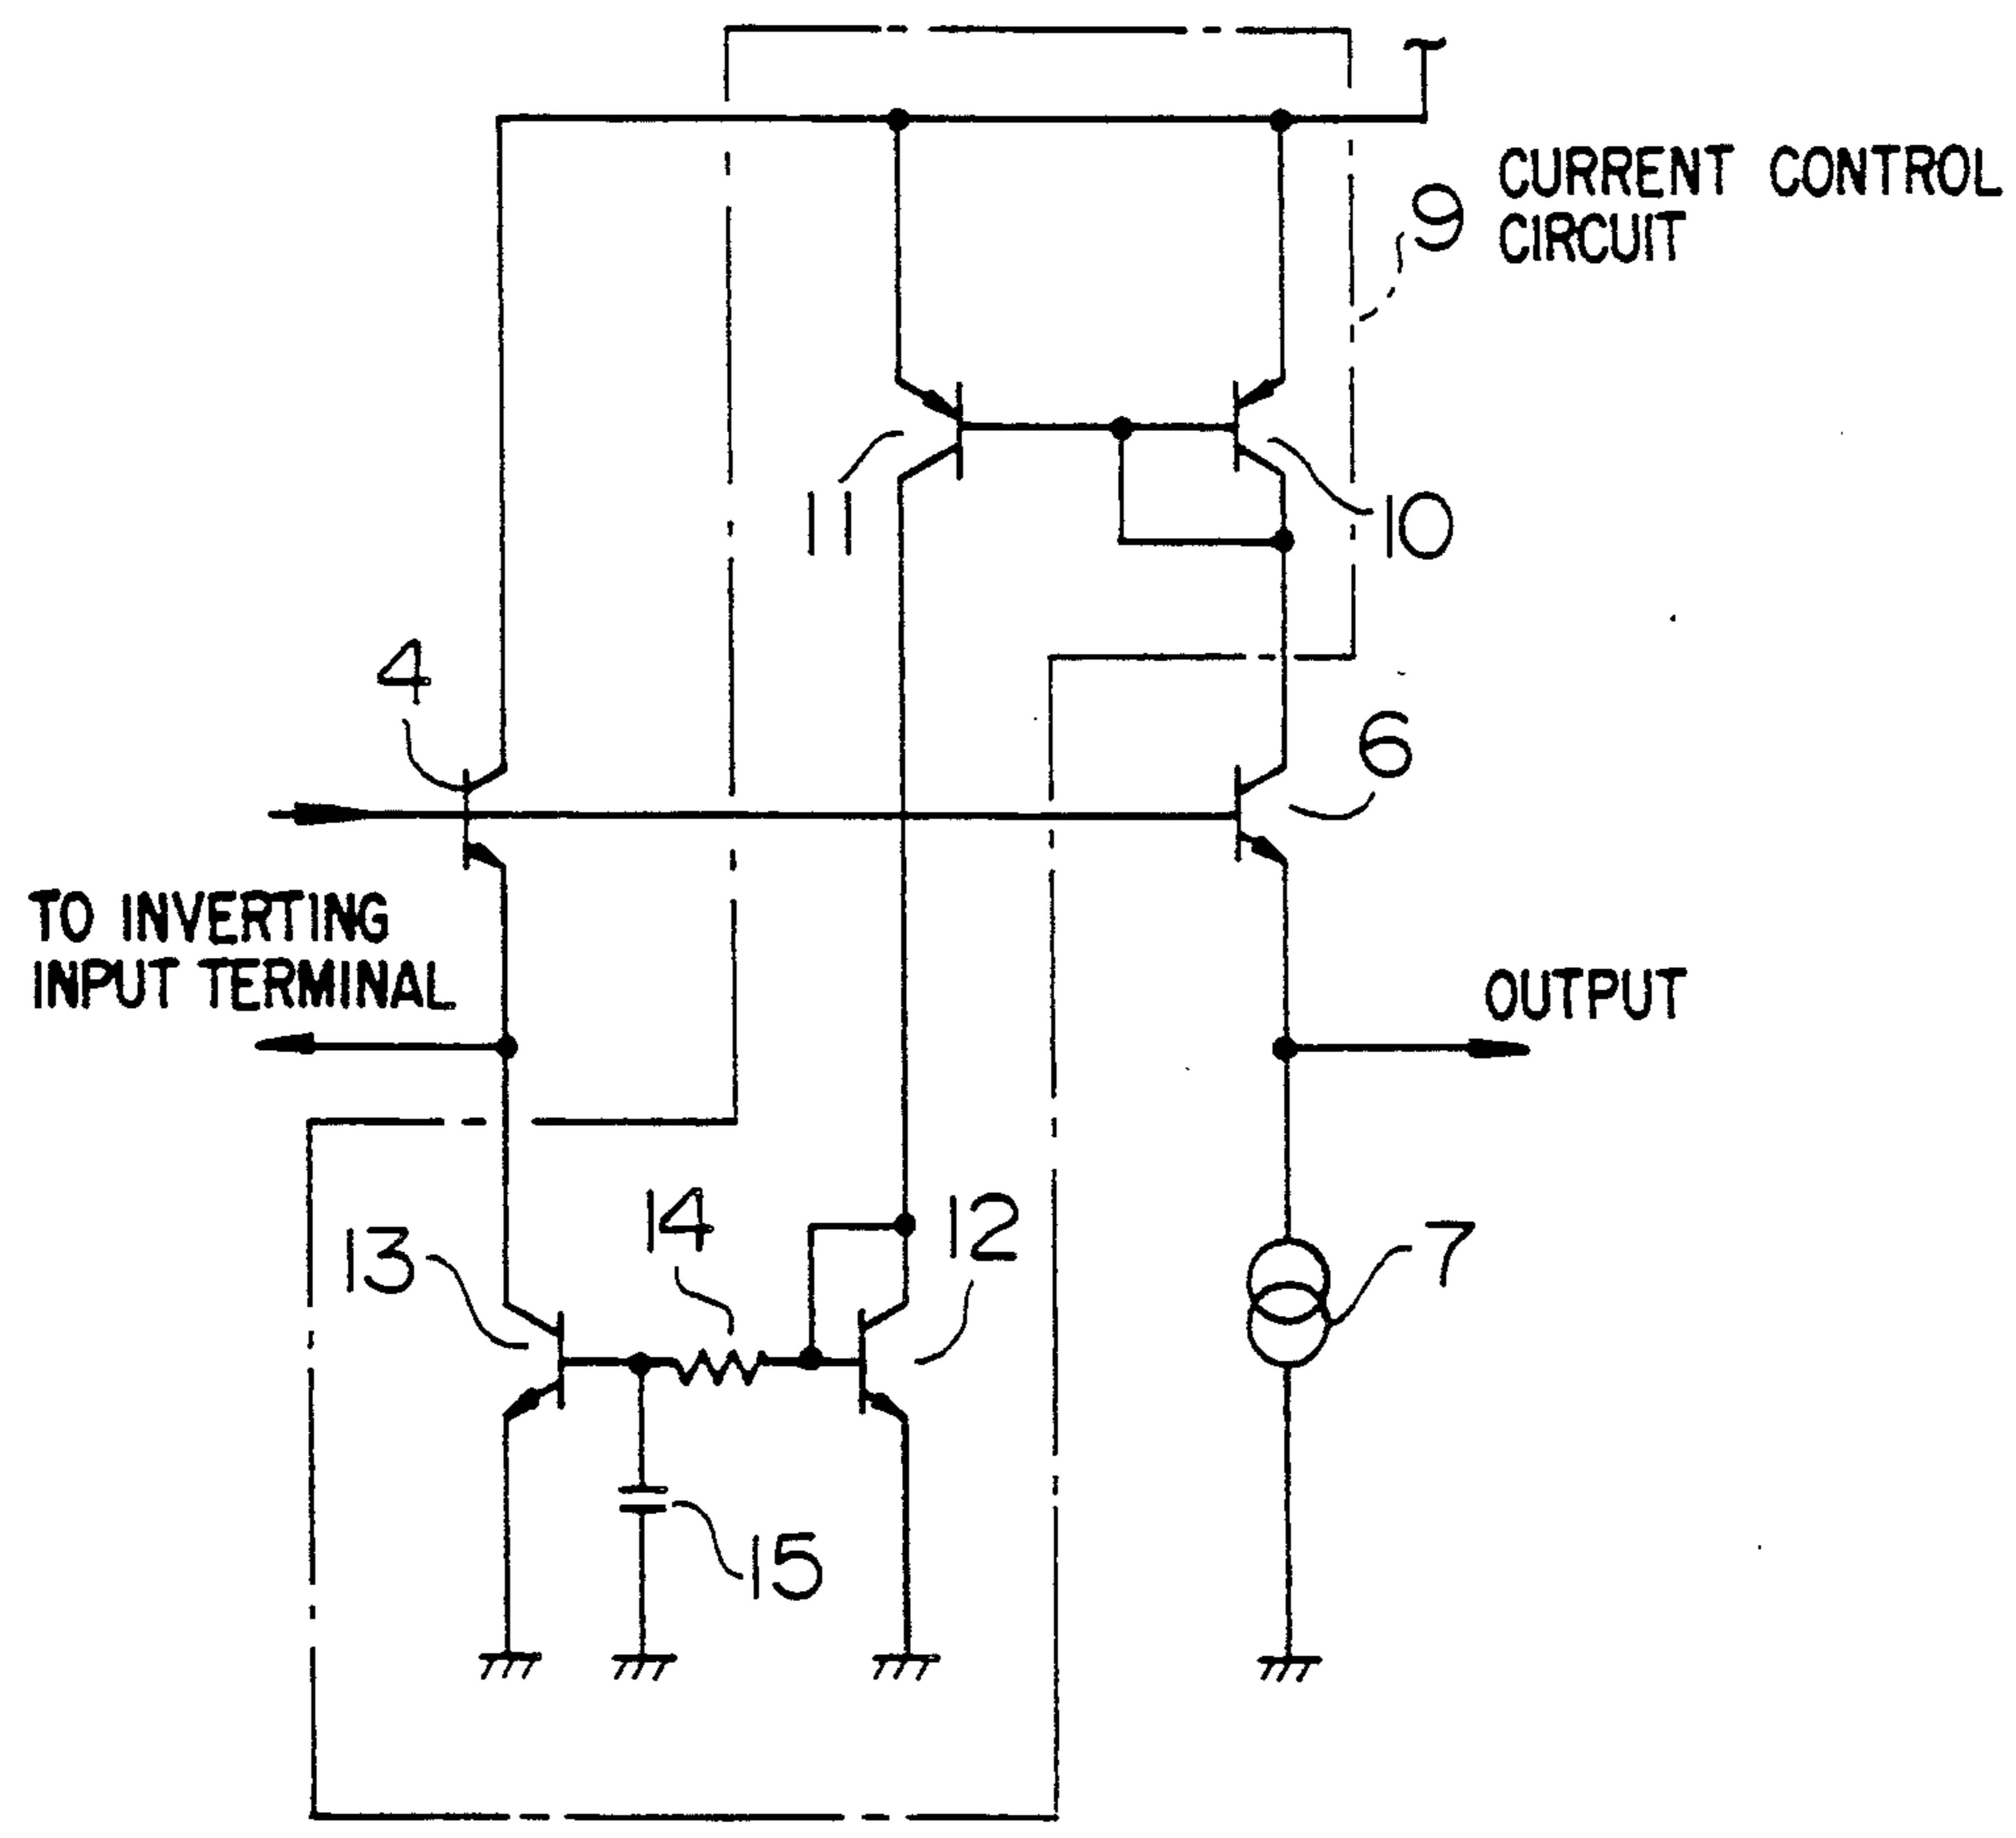 CURRENT CONTROL
9
CIRCUIT
11
10
4
6
TO INVERTING
INPUT TERMINAL
OUTPUT
14
12
13
7
15